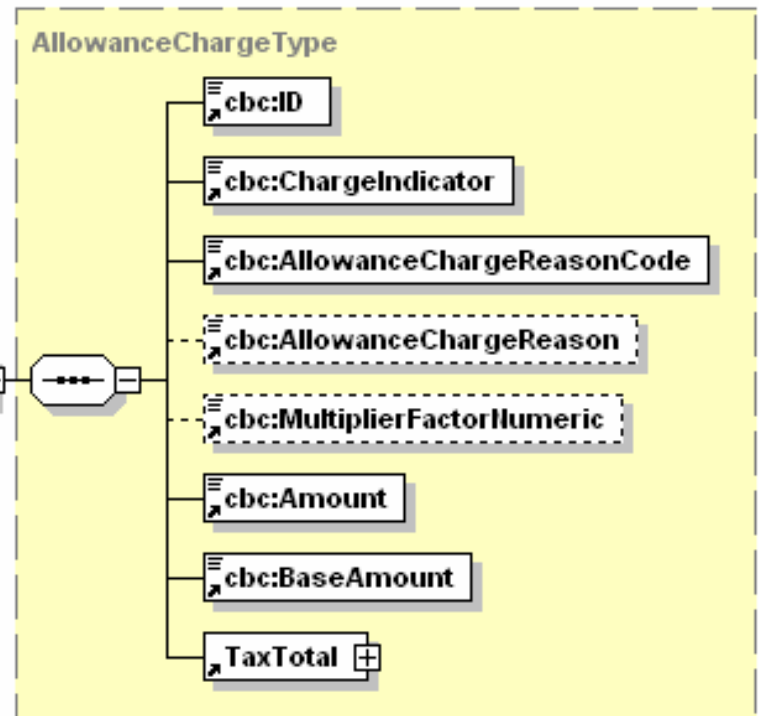 AllowanceChargeType
cbc:ID
cbc:ChargeIndicator
cbc:AllowanceChargeReasonCode
cbc:AllowanceChargeReason
cbc:MultiplierFactorNumeric
cbc:Amount
cbc:BaseAmount
TaxTotal